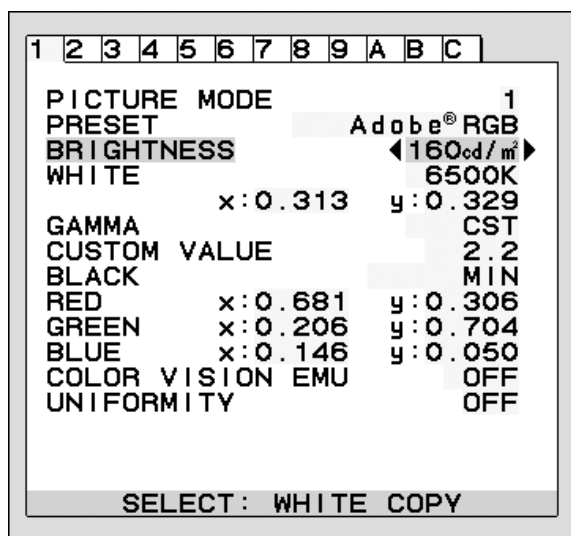 1 2 3 4 5 6 7 8 9 A B C
PICTURE MODE 1
PRESET Adobe® RGB
BRIGHTNESS 160cd/㎡
WHITE 6500K
x:0.313 y:0.329
GAMMA CST
CUSTOM VALUE 2.2
BLACK MIN
RED x:0.681 y:0.306
GREEN x:0.206 y:0.704
BLUE x:0.146 y:0.050
COLOR VISION EMU OFF
UNIFORMITY OFF
SELECT: WHITE COPY